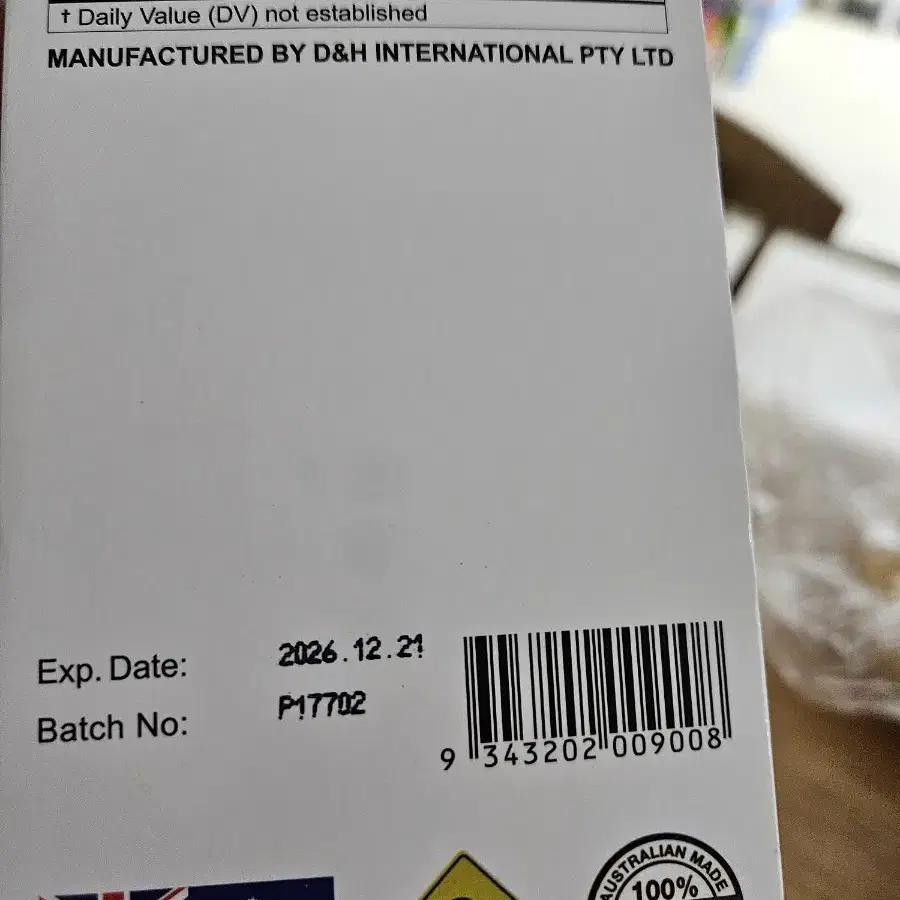 † Daily Value (DV) not established
MANUFACTURED BY D&H INTERNATIONAL PTY LTD
Exp. Date: 2026.12.21
Batch No: P17702
9 343202 009008
AUSTRALIAN MADE
100%